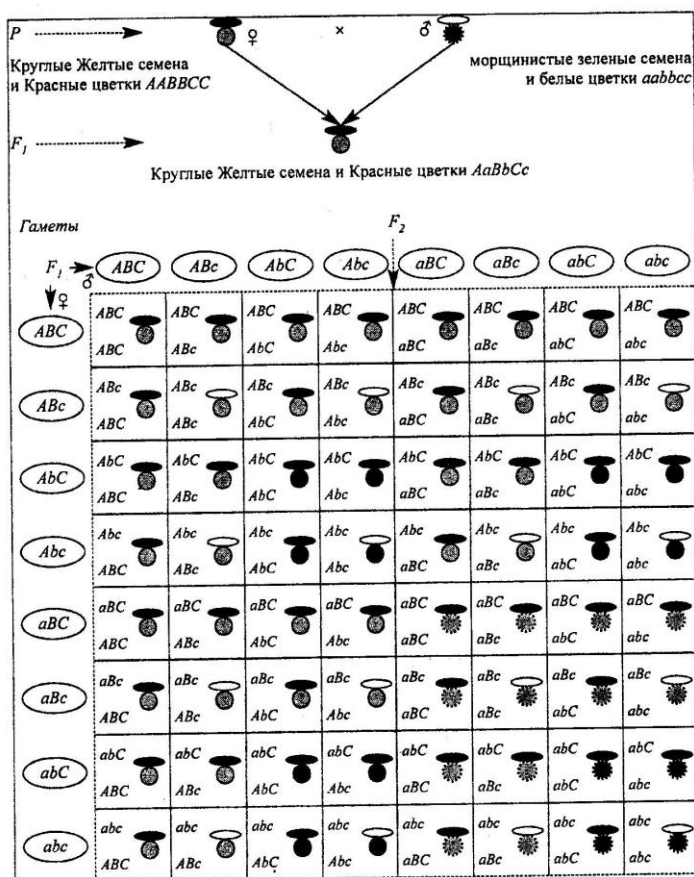 P ♀ × ♂
Круглые Желтые семена
и Красные цветки AABBCC
морщинистые зеленые семена
и белые цветки aabbcc
F1
Круглые Желтые семена и Красные цветки AaBbCc
Гаметы
F2
F1 ♂ ABC ABc AbC Abc aBC aBc abC abc
♀
ABC
ABC ABC ABC ABC ABC ABC ABC ABC
ABC ABc AbC Abc aBC aBc abC abc
ABc
ABc ABc ABc ABc ABc ABc ABc ABc
ABC ABc AbC Abc aBC aBc abC abc
AbC
AbC AbC AbC AbC AbC AbC AbC AbC
ABC ABc AbC Abc aBC aBc abC abc
Abc
Abc Abc Abc Abc Abc Abc Abc Abc
ABC ABc AbC Abc aBC aBc abC abc
aBC
aBC aBC aBC aBC aBC aBC aBC aBC
ABC ABc AbC Abc aBC aBc abC abc
aBc
aBc aBc aBc aBc aBc aBc aBc aBc
ABC ABc AbC Abc aBC aBc abC abc
abC
abC abC abC abC abC abC abC abC
ABC ABc AbC Abc aBC aBc abC abc
abc
abc abc abc abc abc abc abc abc
ABC ABc AbC Abc aBC aBc abC abc